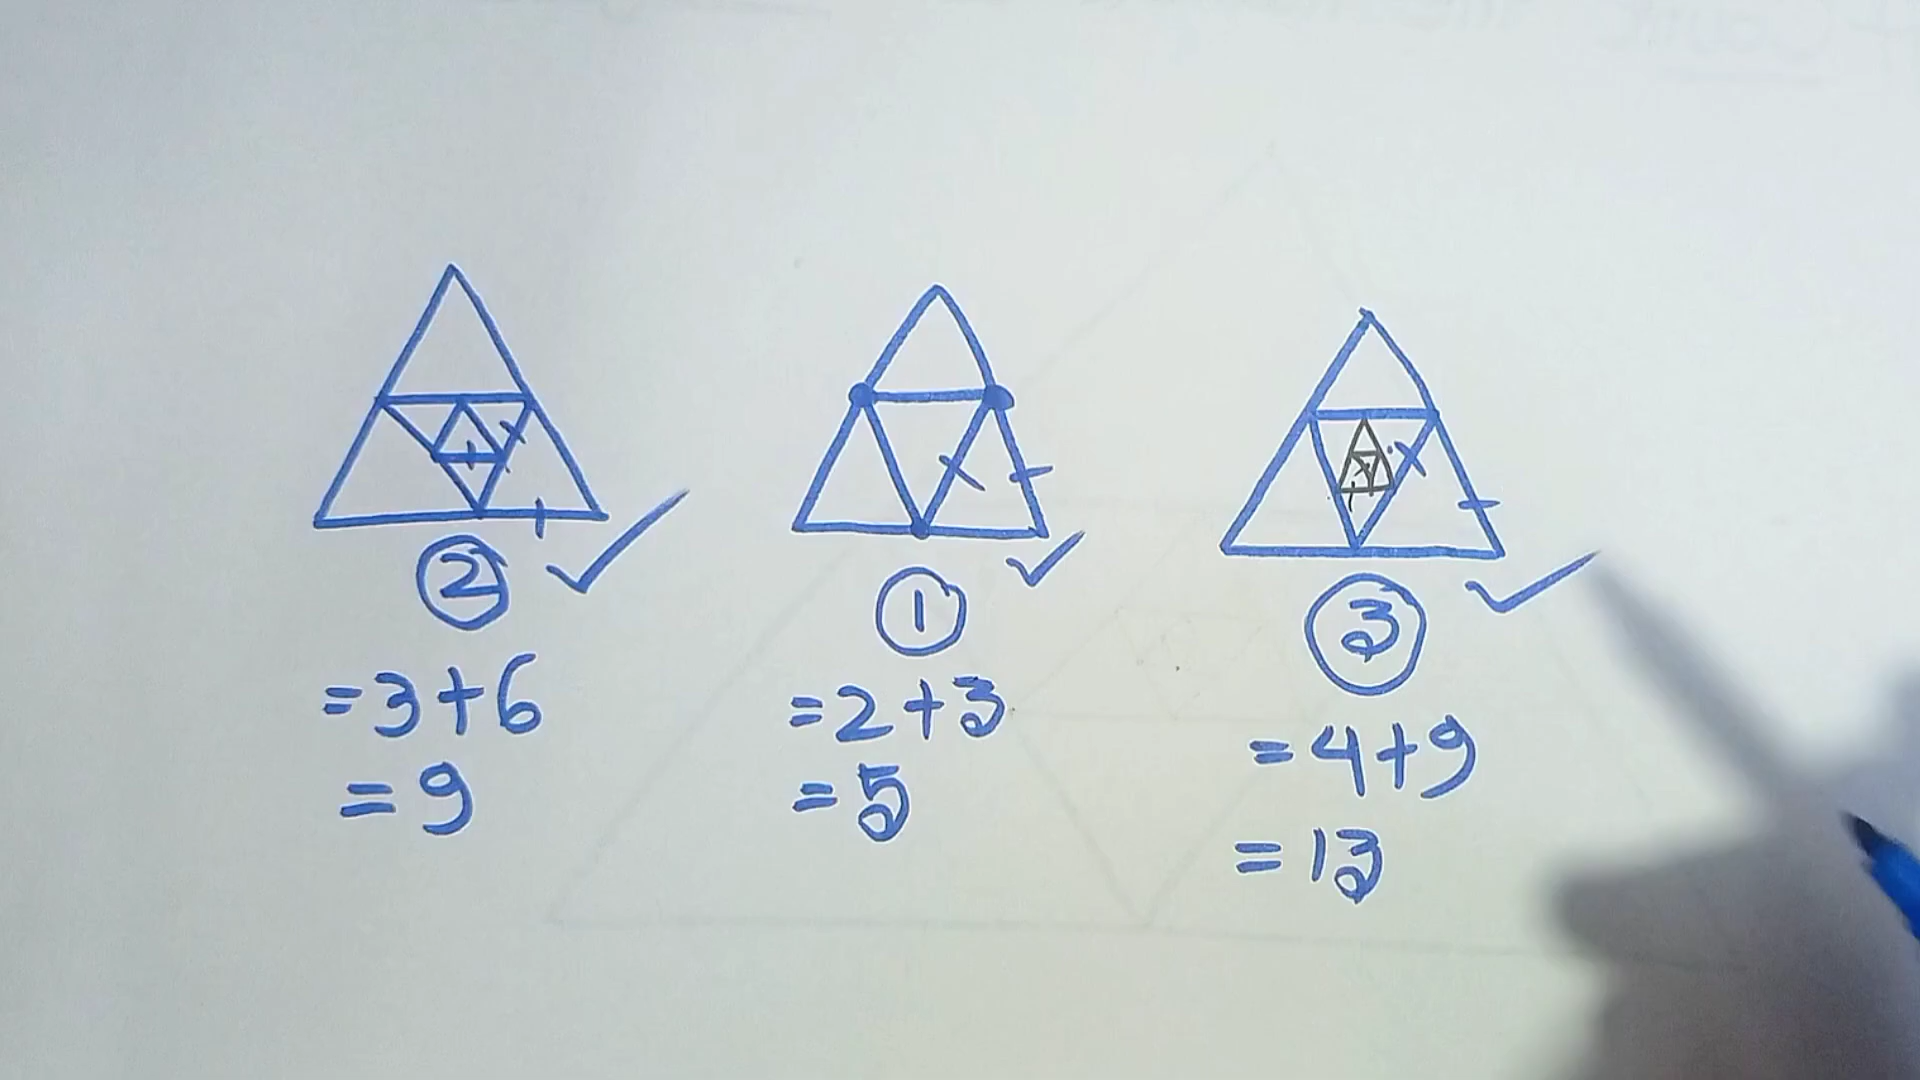 ②
= 3 + 6
= 9
①
= 2 + 3
= 5
③
= 4 + 9
= 13